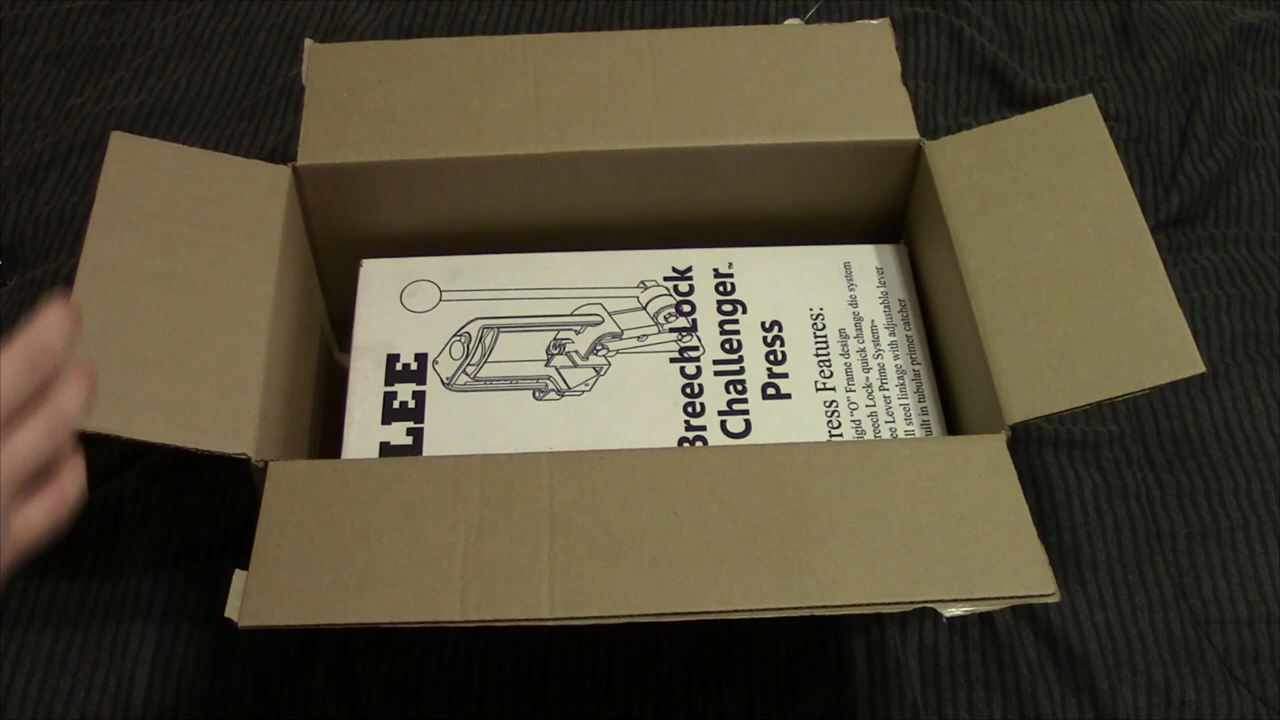 LEE
Breech Lock
Challenger™
Press
Press Features:
Rigid "O" Frame design
Breech Lock™ quick change die system
Lee Lever Prime System™
All steel linkage with adjustable lever
Built in tubular primer catcher